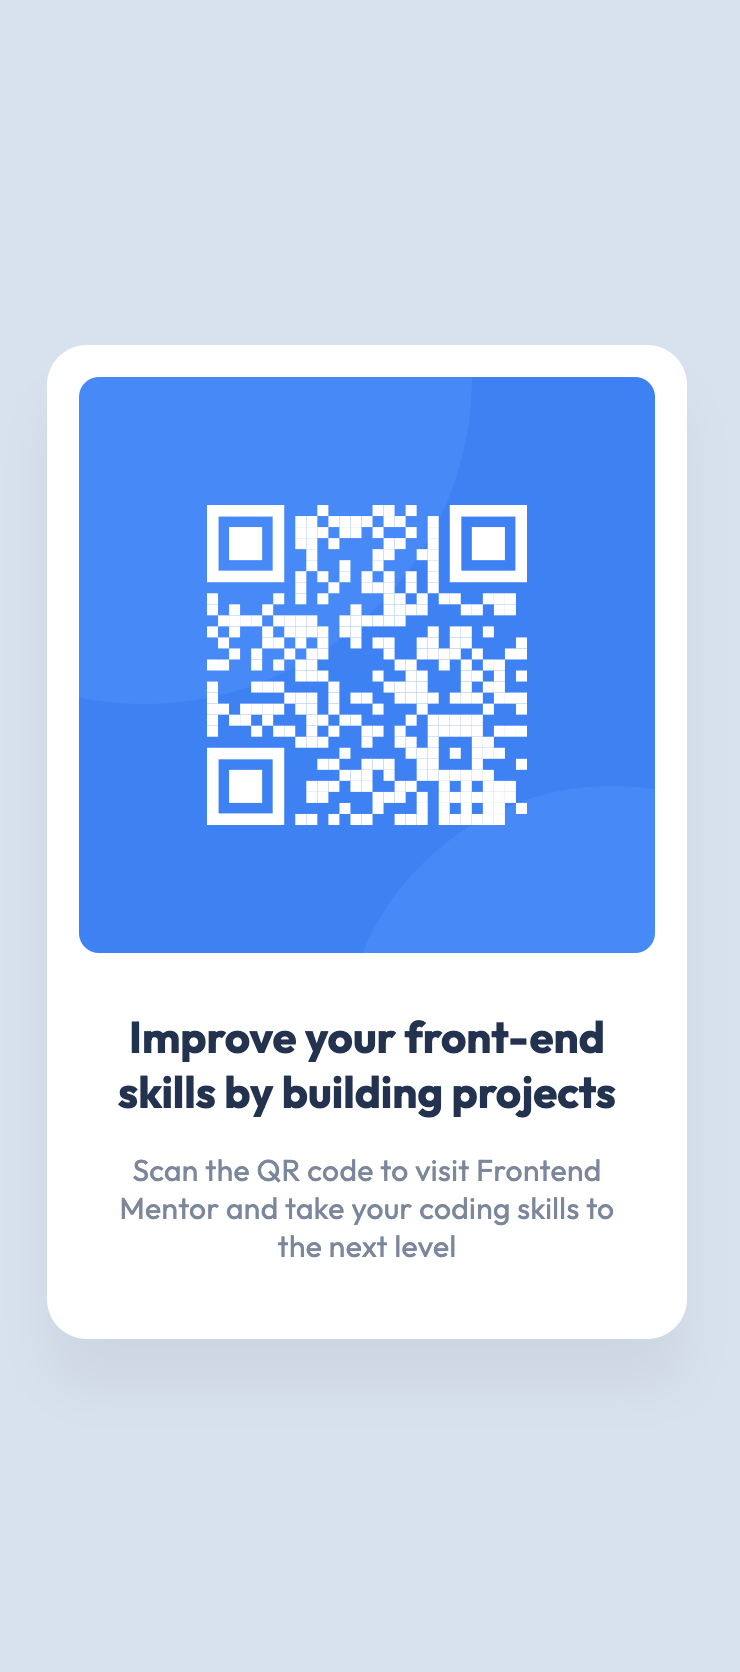 Improve your front-end
skills by building projects
Scan the QR code to visit Frontend
Mentor and take your coding skills to
the next level